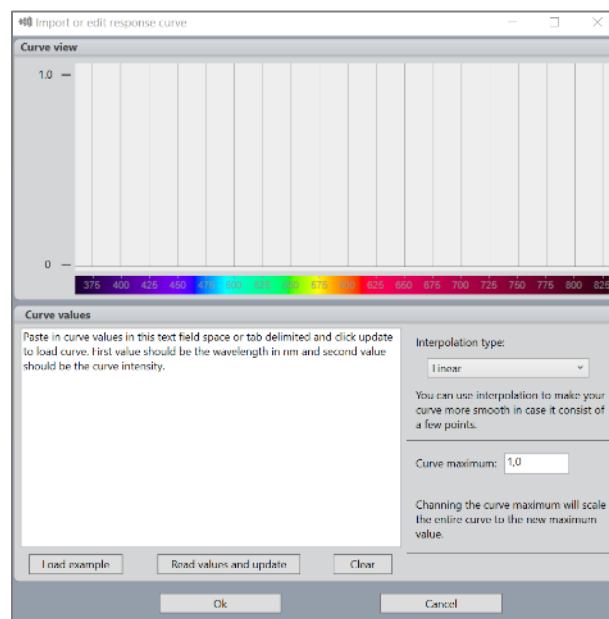 Import or edit response curve
Curve view
1.0
0
375 400 425 450 475 500 525 550 575 600 625 650 675 700 725 750 775 800 825
Curve values
Paste in curve values in this text field space or tab delimited and click update
to load curve. First value should be the wavelength in nm and second value
should be the curve intensity.
Interpolation type:
Linear
You can use interpolation to make your
curve more smooth in case it consist of
a few points.
Curve maximum: 1,0
Channing the curve maximum will scale
the entire curve to the new maximum
value.
Load example
Read values and update
Clear
Ok
Cancel